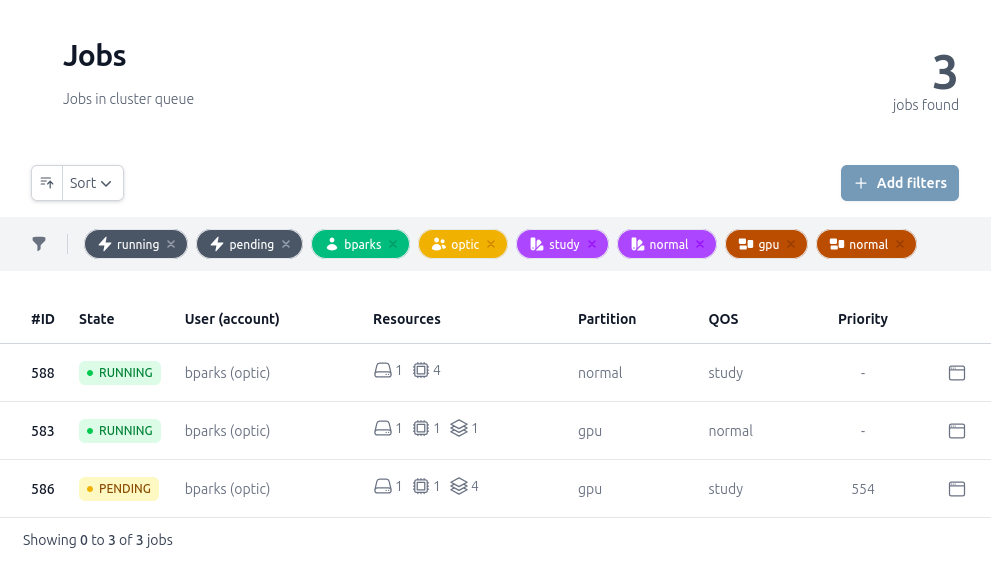 Jobs
Jobs in cluster queue
3
jobs found
Sort
Add filters
running pending bparks optic study normal gpu normal
#ID State User (account) Resources Partition QOS Priority
588 RUNNING bparks (optic) 1 4 normal study -
583 RUNNING bparks (optic) 1 1 1 gpu normal -
586 PENDING bparks (optic) 1 1 4 gpu study 554
Showing 0 to 3 of 3 jobs